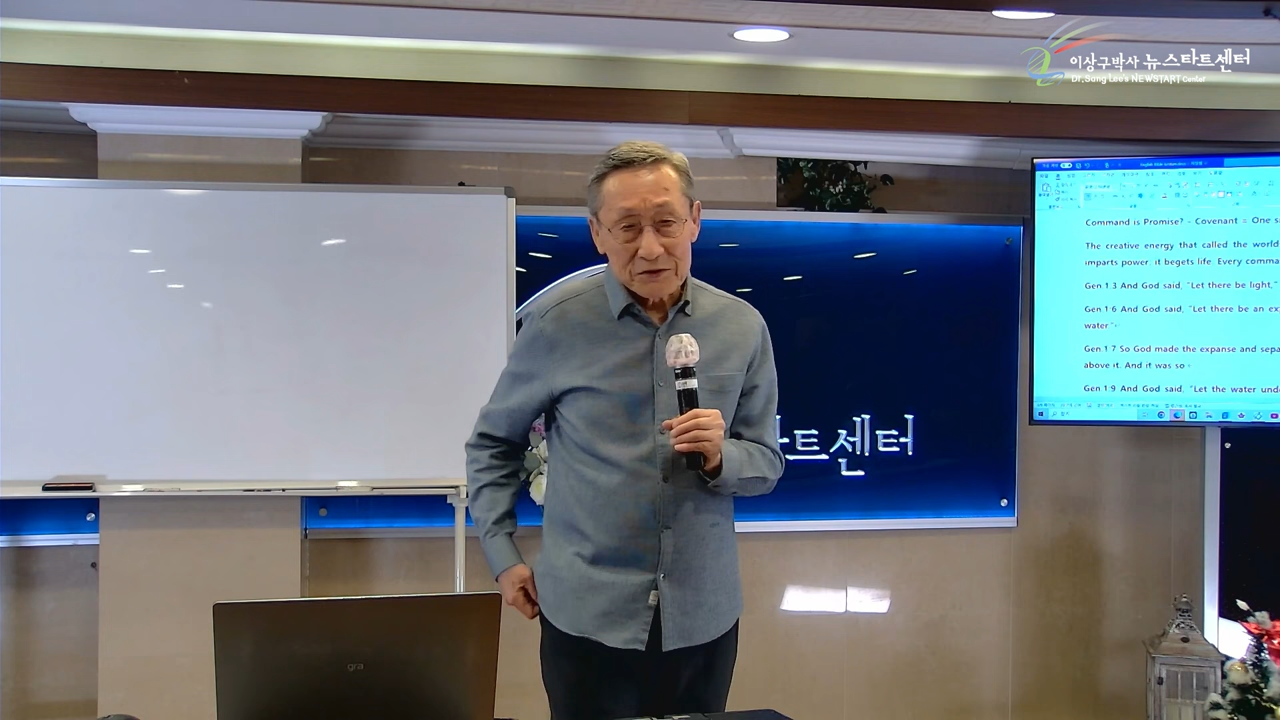 이상구박사 뉴스타트센터
Dr. Sang Lee's NEWSTART Center
Command is Promise? - Covenant = One sa
The creative energy that called the world
imparts power: it begets life. Every comma
Gen 1.3 And God said, "Let there be light,"
Gen 1:6 And God said, "Let there be an ex
water"
Gen 1:7 So God made the expanse and sepa
above it. And it was so
Gen 1:9 And God said, "Let the water unde
타트센터
gra